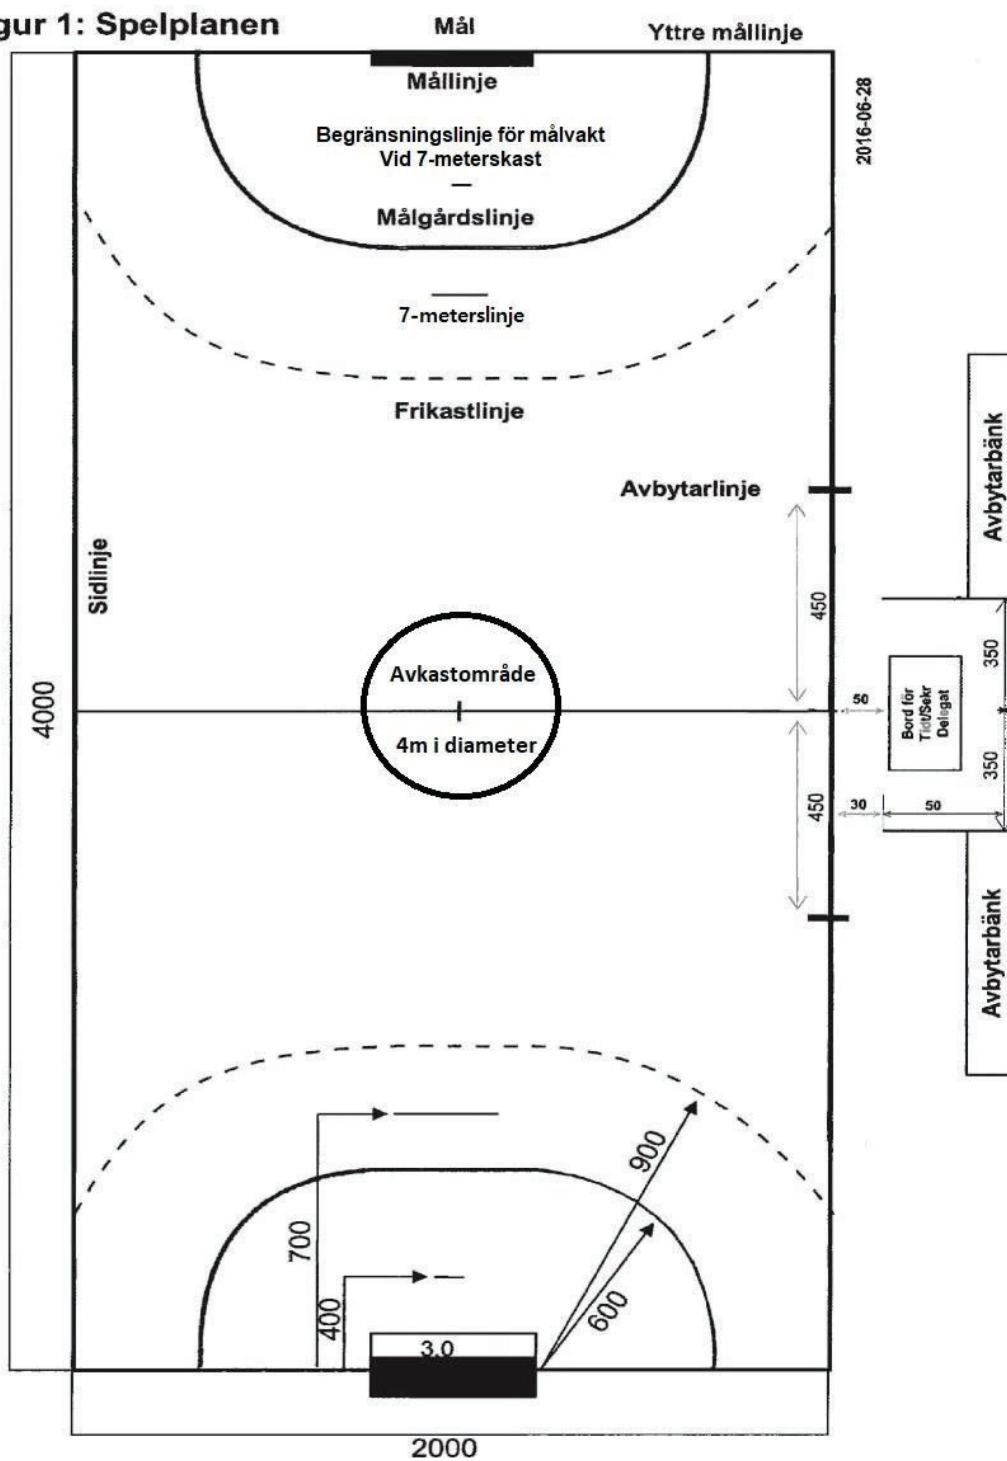 gur 1: Spelplanen
Mål
Yttre mållinje
Mållinje
2016-06-28
Begränsningslinje för målvakt
Vid 7-meterskast
Målgårdslinje
7-meterslinje
Frikastlinje
Avbytarlinje
Avbytarbänk
Sidlinje
450
350
Avkastområde
4000
50
Bord för
Tidt/Sekr
Delegat
4m i diameter
350
450
30
50
Avbytarbänk
900
700
600
400
3.0
2000